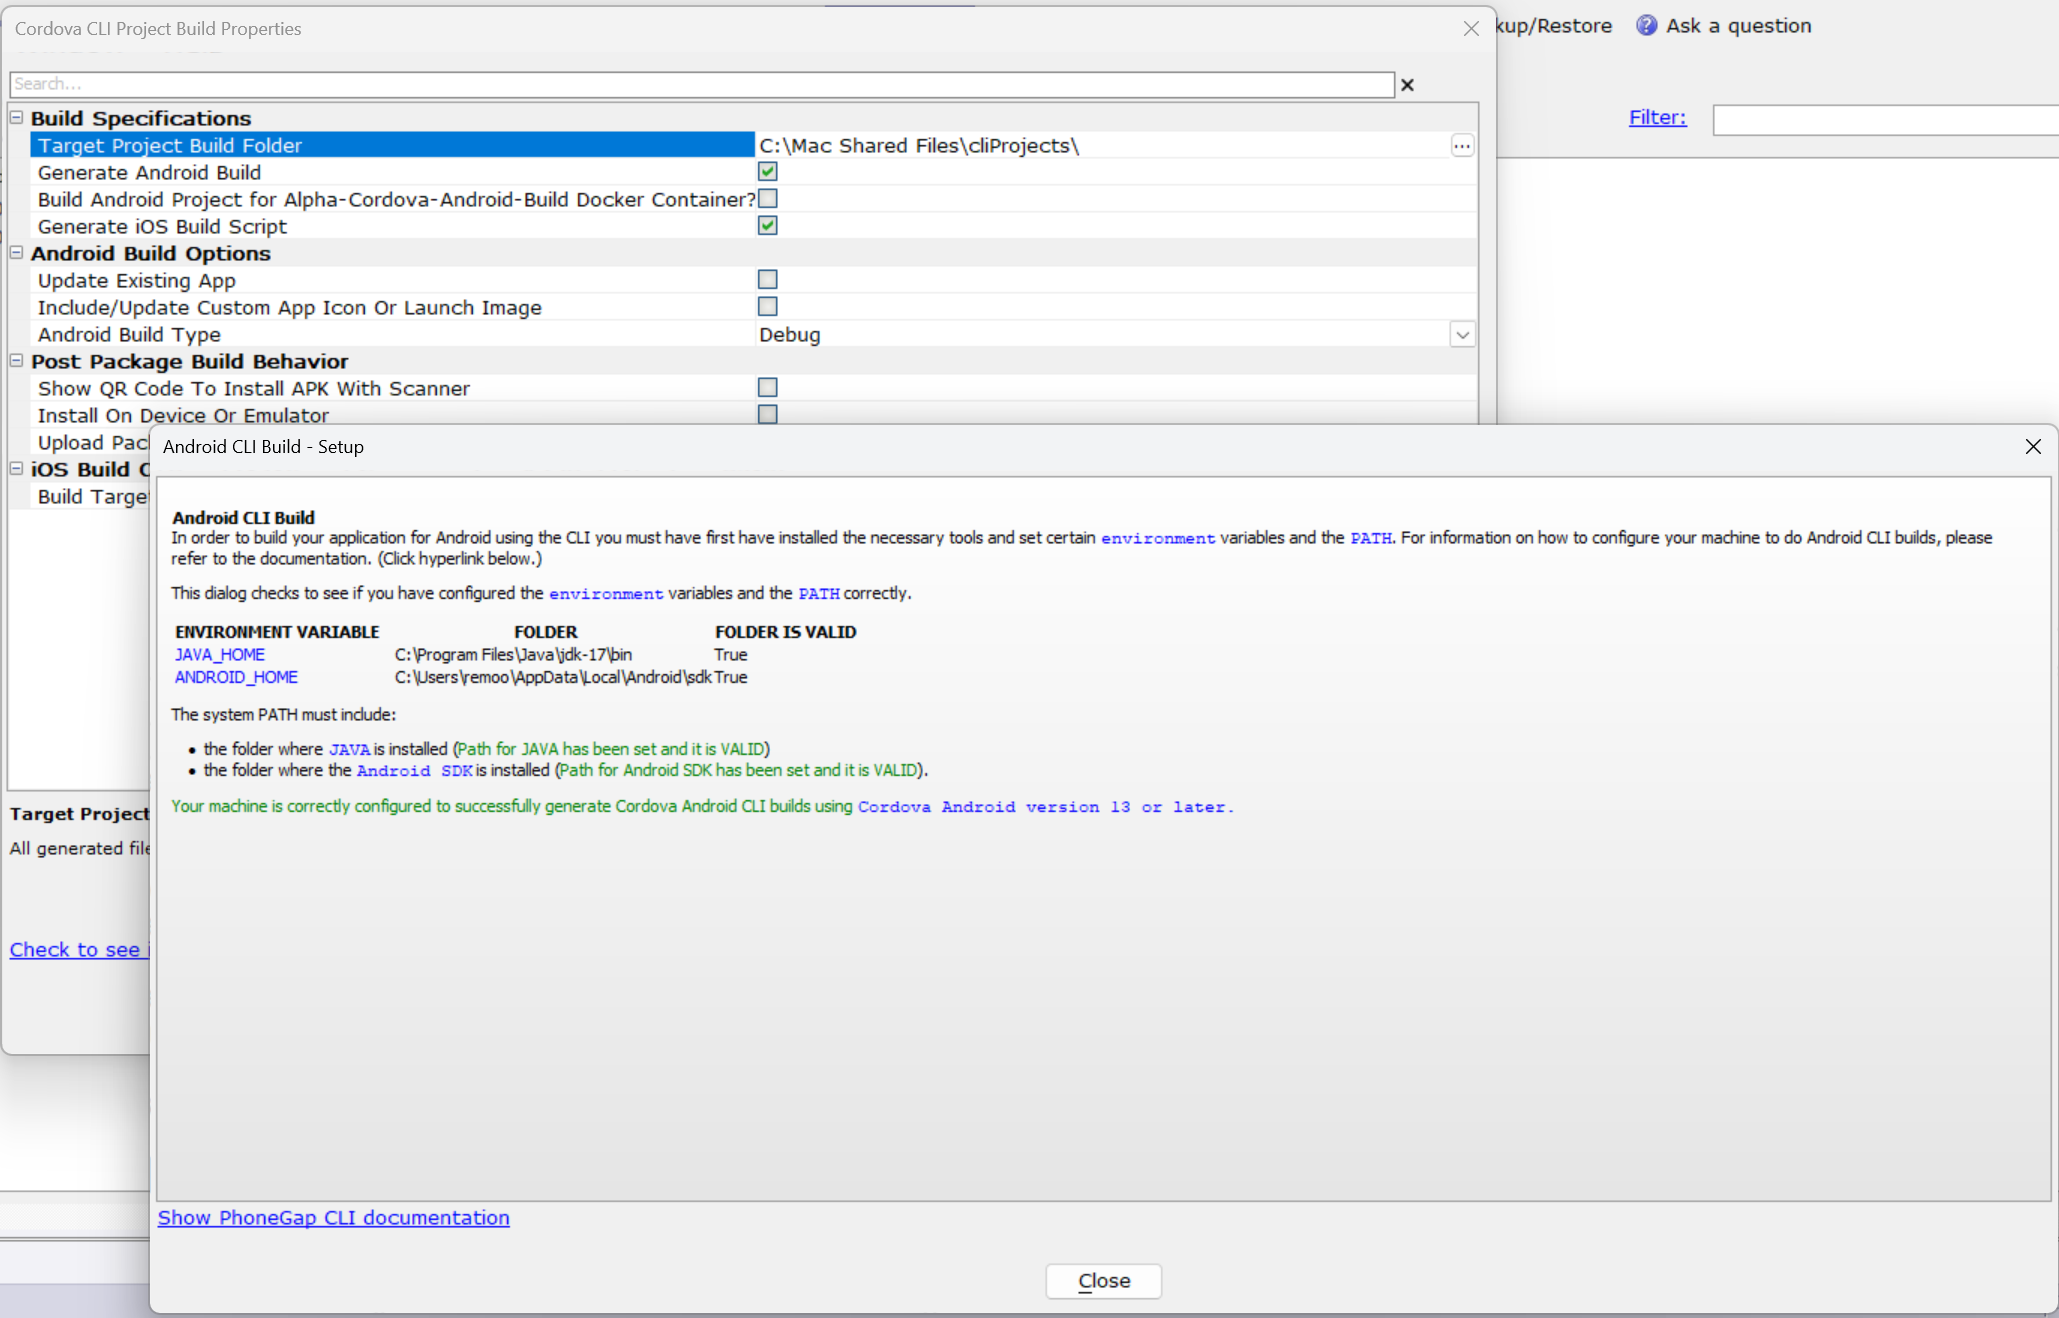 Cordova CLI Project Build Properties
kup/Restore
Ask a question
Search...
Filter:
Build Specifications
Target Project Build Folder C:\Mac Shared Files\cliProjects\
Generate Android Build
Build Android Project for Alpha-Cordova-Android-Build Docker Container?
Generate iOS Build Script
Android Build Options
Update Existing App
Include/Update Custom App Icon Or Launch Image
Android Build Type Debug
Post Package Build Behavior
Show QR Code To Install APK With Scanner
Install On Device Or Emulator
Upload Pac
iOS Build
Build Targe
Target Project
All generated file
Check to see
Android CLI Build - Setup
Android CLI Build
In order to build your application for Android using the CLI you must have first have installed the necessary tools and set certain environment variables and the PATH. For information on how to configure your machine to do Android CLI builds, please
refer to the documentation. (Click hyperlink below.)
This dialog checks to see if you have configured the environment variables and the PATH correctly.
ENVIRONMENT VARIABLE FOLDER FOLDER IS VALID
JAVA_HOME C:\Program Files\Java\jdk-17\bin True
ANDROID_HOME C:\Users\remoo\AppData\Local\Android\sdk True
The system PATH must include:
• the folder where JAVA is installed (Path for JAVA has been set and it is VALID)
• the folder where the Android SDK is installed (Path for Android SDK has been set and it is VALID).
Your machine is correctly configured to successfully generate Cordova Android CLI builds using Cordova Android version 13 or later.
Show PhoneGap CLI documentation
Close